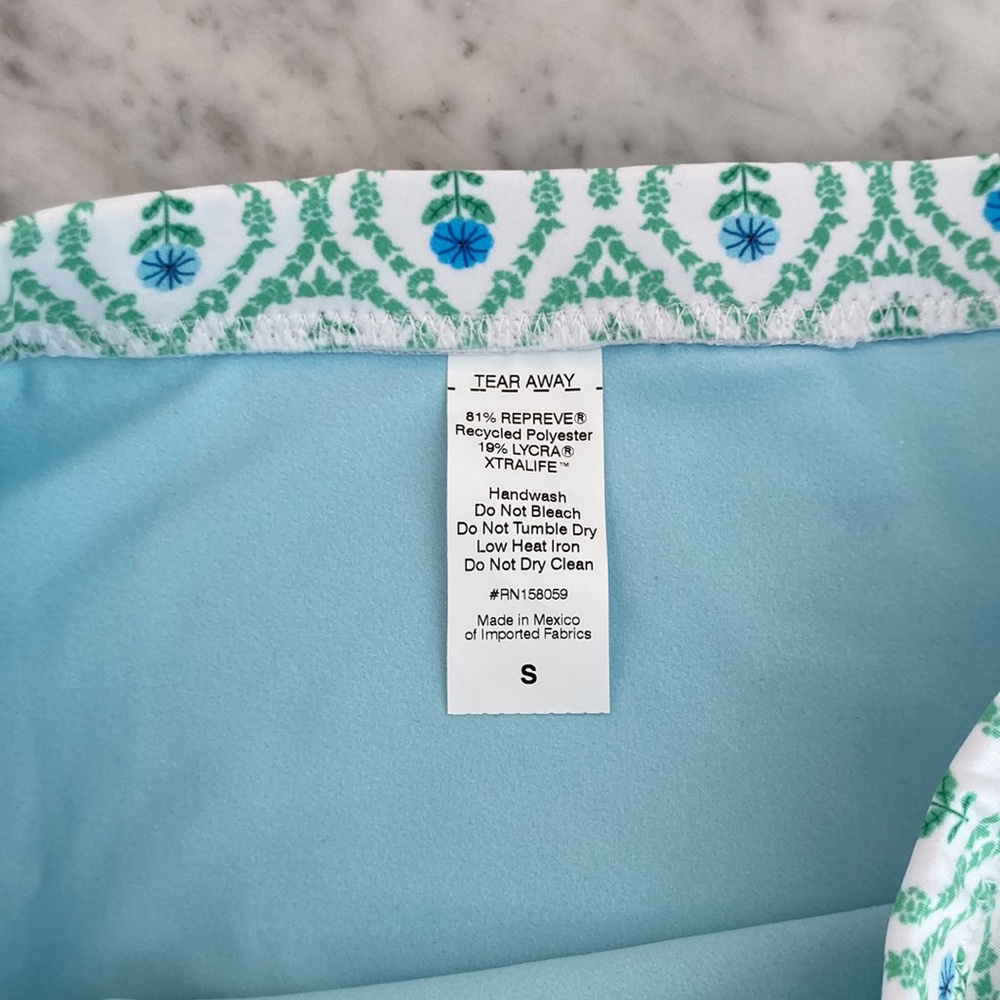 TEAR AWAY
81% REPREVE®
Recycled Polyester
19% LYCRA®
XTRALIFE™
Handwash
Do Not Bleach
Do Not Tumble Dry
Low Heat Iron
Do Not Dry Clean
#RN158059
Made in Mexico
of Imported Fabrics
S